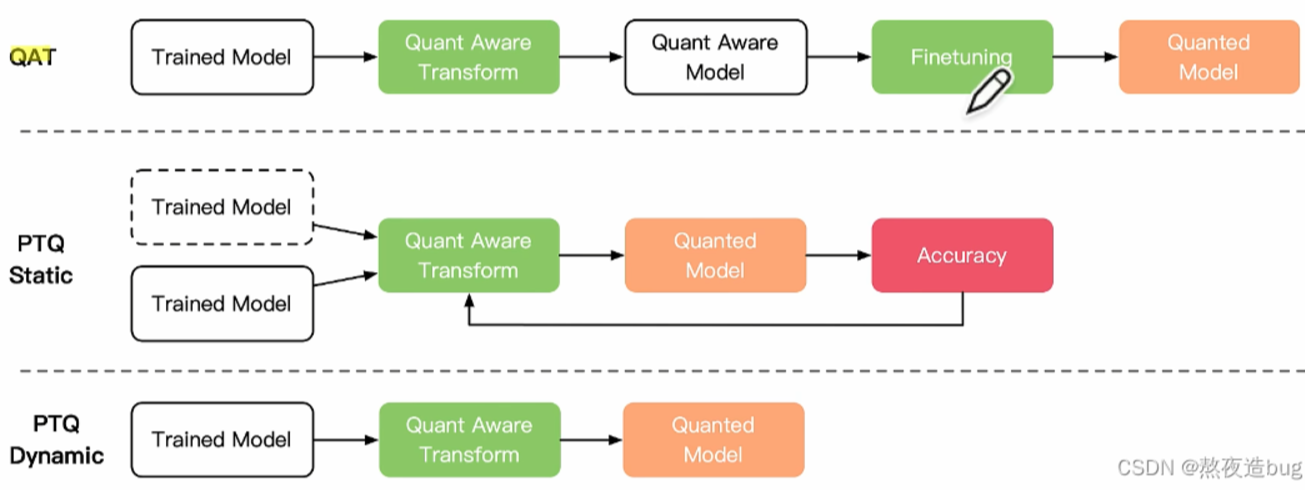 QAT
Trained Model
Quant Aware
Transform
Quant Aware
Model
Finetuning
Quanted
Model
PTQ
Static
Trained Model
Trained Model
Quant Aware
Transform
Quanted
Model
Accuracy
PTQ
Dynamic
Trained Model
Quant Aware
Transform
Quanted
Model
CSDN @熬夜造bug